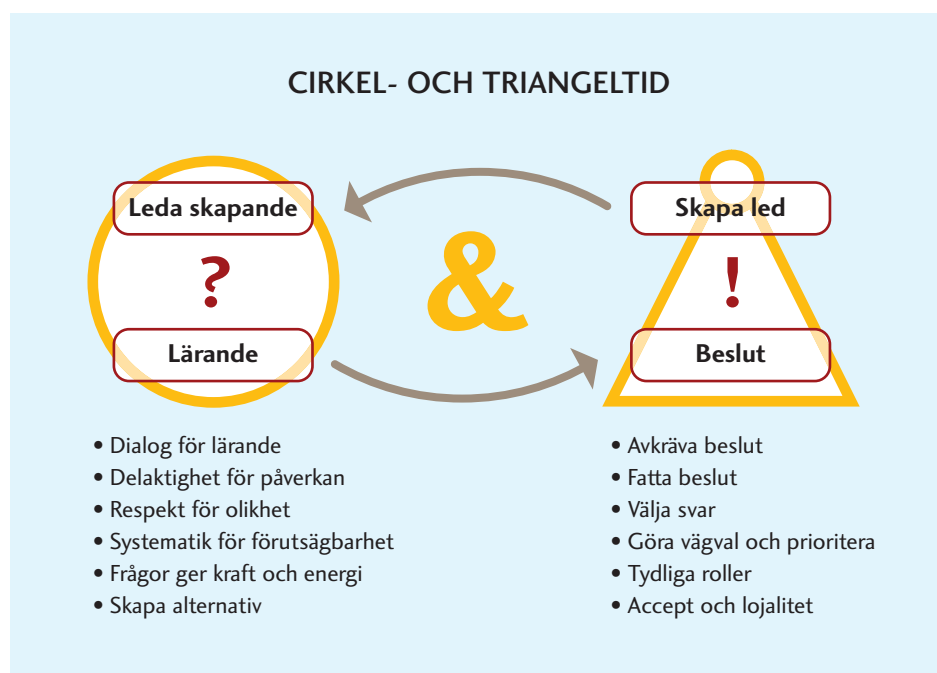 CIRKEL- OCH TRIANGELTID
Leda skapande
?
Lärande
&
Skapa led
!
Beslut
• Dialog för lärande
• Delaktighet för påverkan
• Respekt för olikhet
• Systematik för förutsägbarhet
• Frågor ger kraft och energi
• Skapa alternativ
• Avkräva beslut
• Fatta beslut
• Välja svar
• Göra vägval och prioritera
• Tydliga roller
• Accept och lojalitet